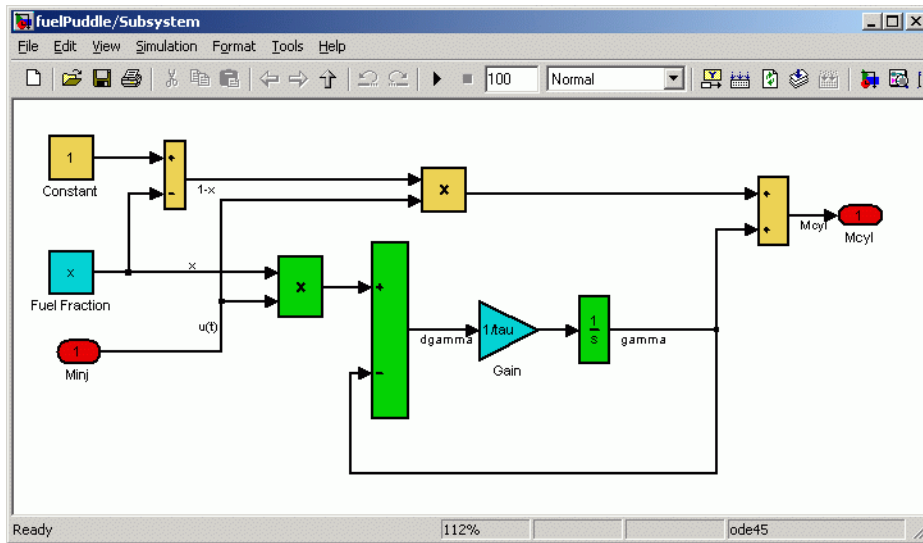 fuelPuddle/Subsystem
File Edit View Simulation Format Tools Help
100 Normal
1
Constant
+
−
1-x
x
+
+
1
Mcyl
Mcyl
x
Fuel Fraction
x
x
u(t)
1
Minj
+
−
dgamma
1/tau
Gain
1
s
gamma
Ready 112% ode45